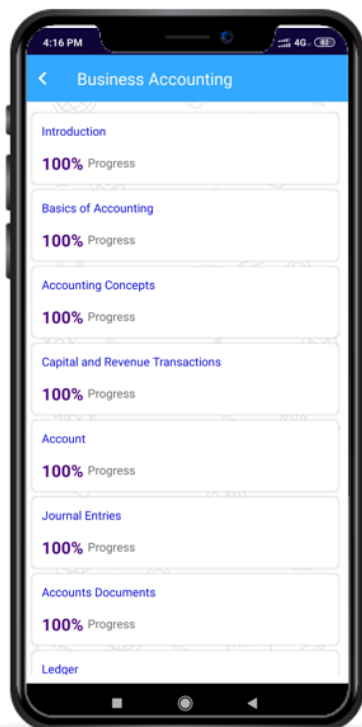 4:16 PM
4G
82
Business Accounting
Introduction
100% Progress
Basics of Accounting
100% Progress
Accounting Concepts
100% Progress
Capital and Revenue Transactions
100% Progress
Account
100% Progress
Journal Entries
100% Progress
Accounts Documents
100% Progress
Ledger